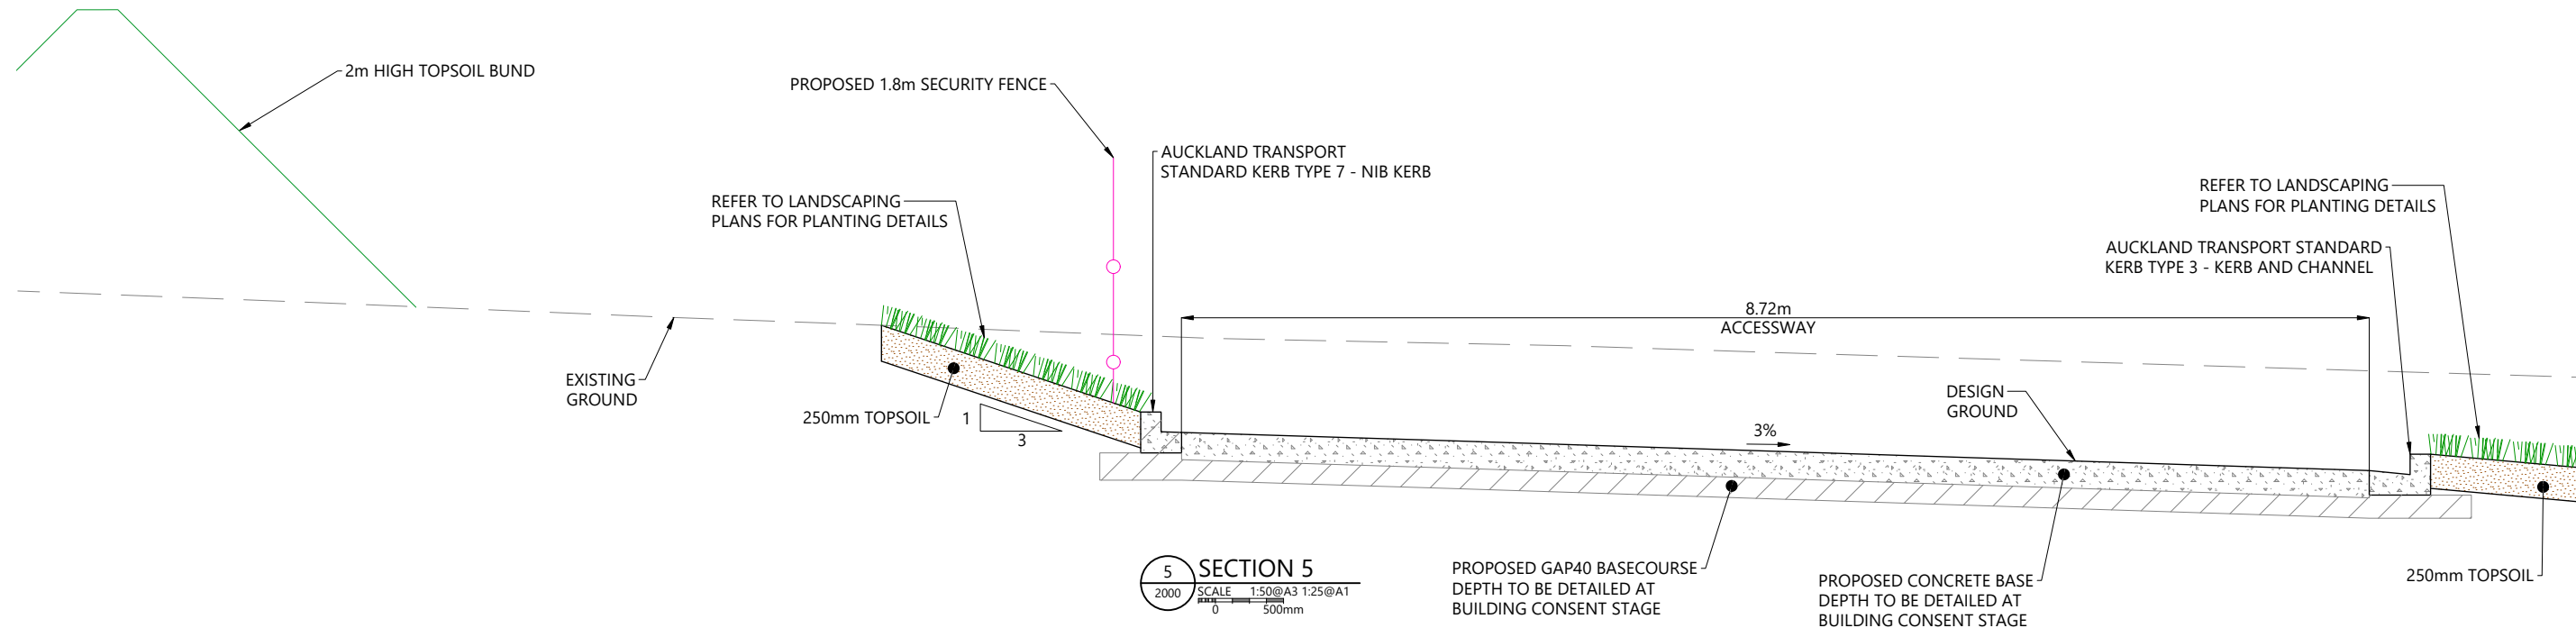 2m HIGH TOPSOIL BUND
PROPOSED 1.8m SECURITY FENCE
AUCKLAND TRANSPORT
STANDARD KERB TYPE 7 - NIB KERB
REFER TO LANDSCAPING
PLANS FOR PLANTING DETAILS
REFER TO LANDSCAPING
PLANS FOR PLANTING DETAILS
AUCKLAND TRANSPORT STANDARD
KERB TYPE 3 - KERB AND CHANNEL
8.72m
ACCESSWAY
EXISTING
GROUND
250mm TOPSOIL
1
3
DESIGN
GROUND
3%
5
2000
SECTION 5
SCALE 1:50@A3 1:25@A1
0 500mm
PROPOSED GAP40 BASECOURSE
DEPTH TO BE DETAILED AT
BUILDING CONSENT STAGE
PROPOSED CONCRETE BASE
DEPTH TO BE DETAILED AT
BUILDING CONSENT STAGE
250mm TOPSOIL